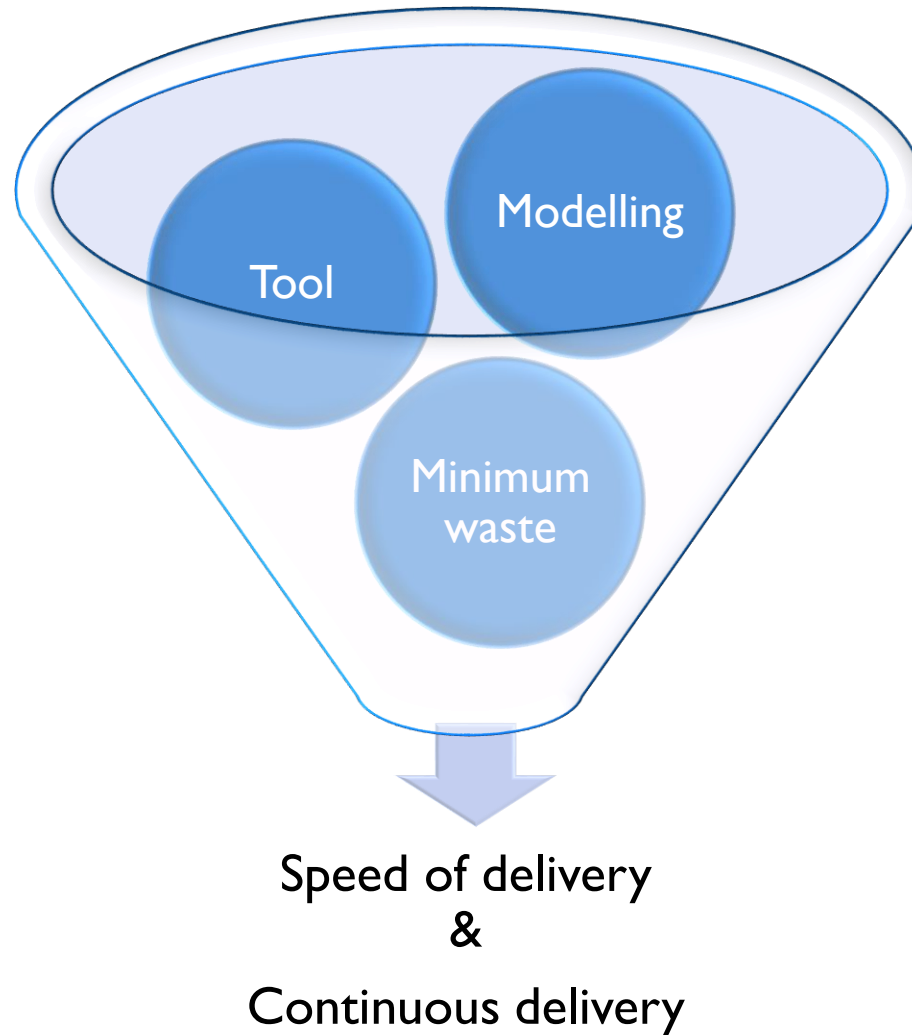 Modelling
Tool
Minimum
waste
Speed of delivery
&
Continuous delivery